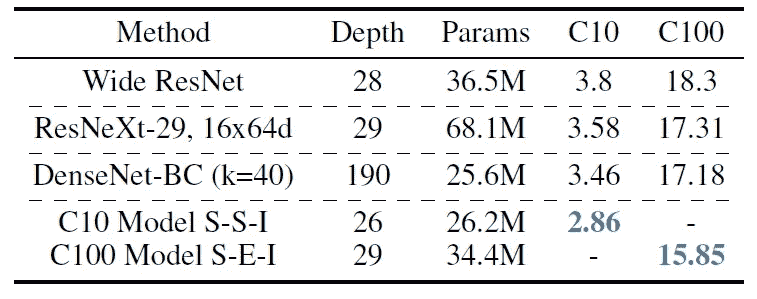 Method Depth Params C10 C100
Wide ResNet 28 36.5M 3.8 18.3
ResNeXt-29, 16x64d 29 68.1M 3.58 17.31
DenseNet-BC (k=40) 190 25.6M 3.46 17.18
C10 Model S-S-I 26 26.2M 2.86 -
C100 Model S-E-I 29 34.4M - 15.85